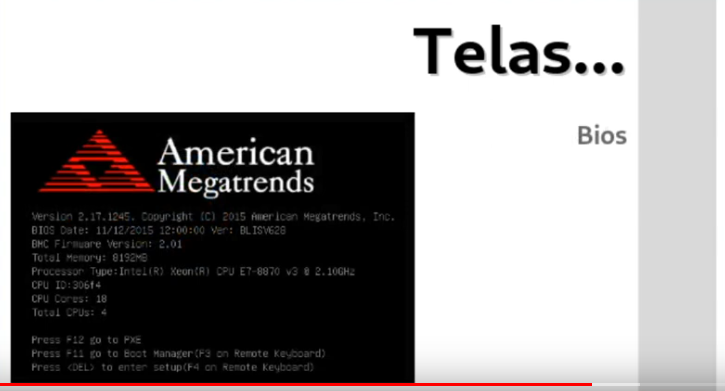 Telas...
Bios
American
Megatrends
Version 2.17.1245. Copyright (C) 2015 American Megatrends, Inc.
BIOS Date: 11/12/2015 12:00:00 Ver: BLISV628
BMC Firmware Version: 2.01
Total Memory: 8192MB
Processor Type:Intel(R) Xeon(R) CPU E7-8870 v3 @ 2.10GHz
CPU ID:306f4
CPU Cores: 18
Total CPUs: 4
Press F12 go to PXE
Press F11 go to Boot Manager(F3 on Remote Keyboard)
Press <DEL> to enter setup(F4 on Remote Keyboard)